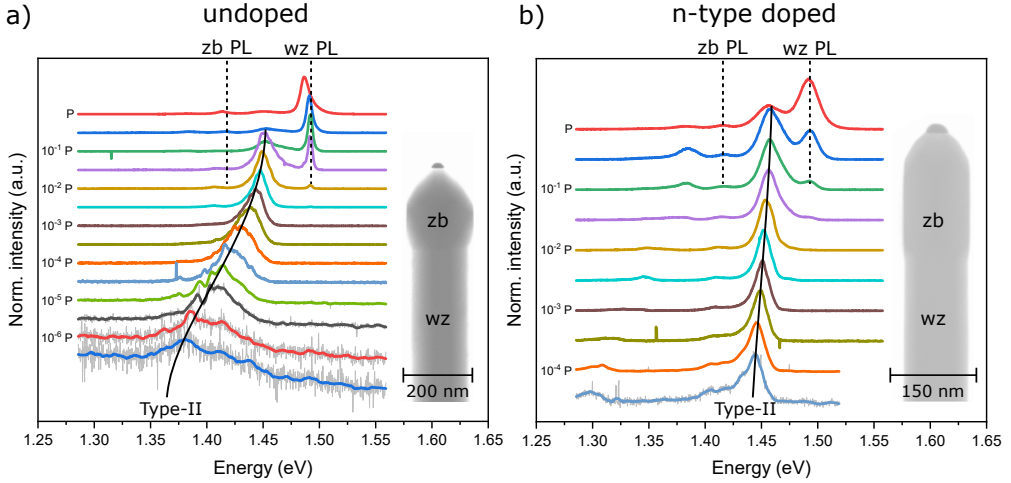 a)
undoped
zb PL
wz PL
P
10⁻¹ P
10⁻² P
10⁻³ P
10⁻⁴ P
10⁻⁵ P
10⁻⁶ P
Norm. intensity (a.u.)
Type-II
zb
wz
200 nm
1.25 1.30 1.35 1.40 1.45 1.50 1.55 1.60 1.65
Energy (eV)
b)
n-type doped
zb PL
wz PL
P
10⁻¹ P
10⁻² P
10⁻³ P
10⁻⁴ P
Norm. intensity (a.u.)
Type-II
zb
wz
150 nm
1.25 1.30 1.35 1.40 1.45 1.50 1.55 1.60 1.65
Energy (eV)